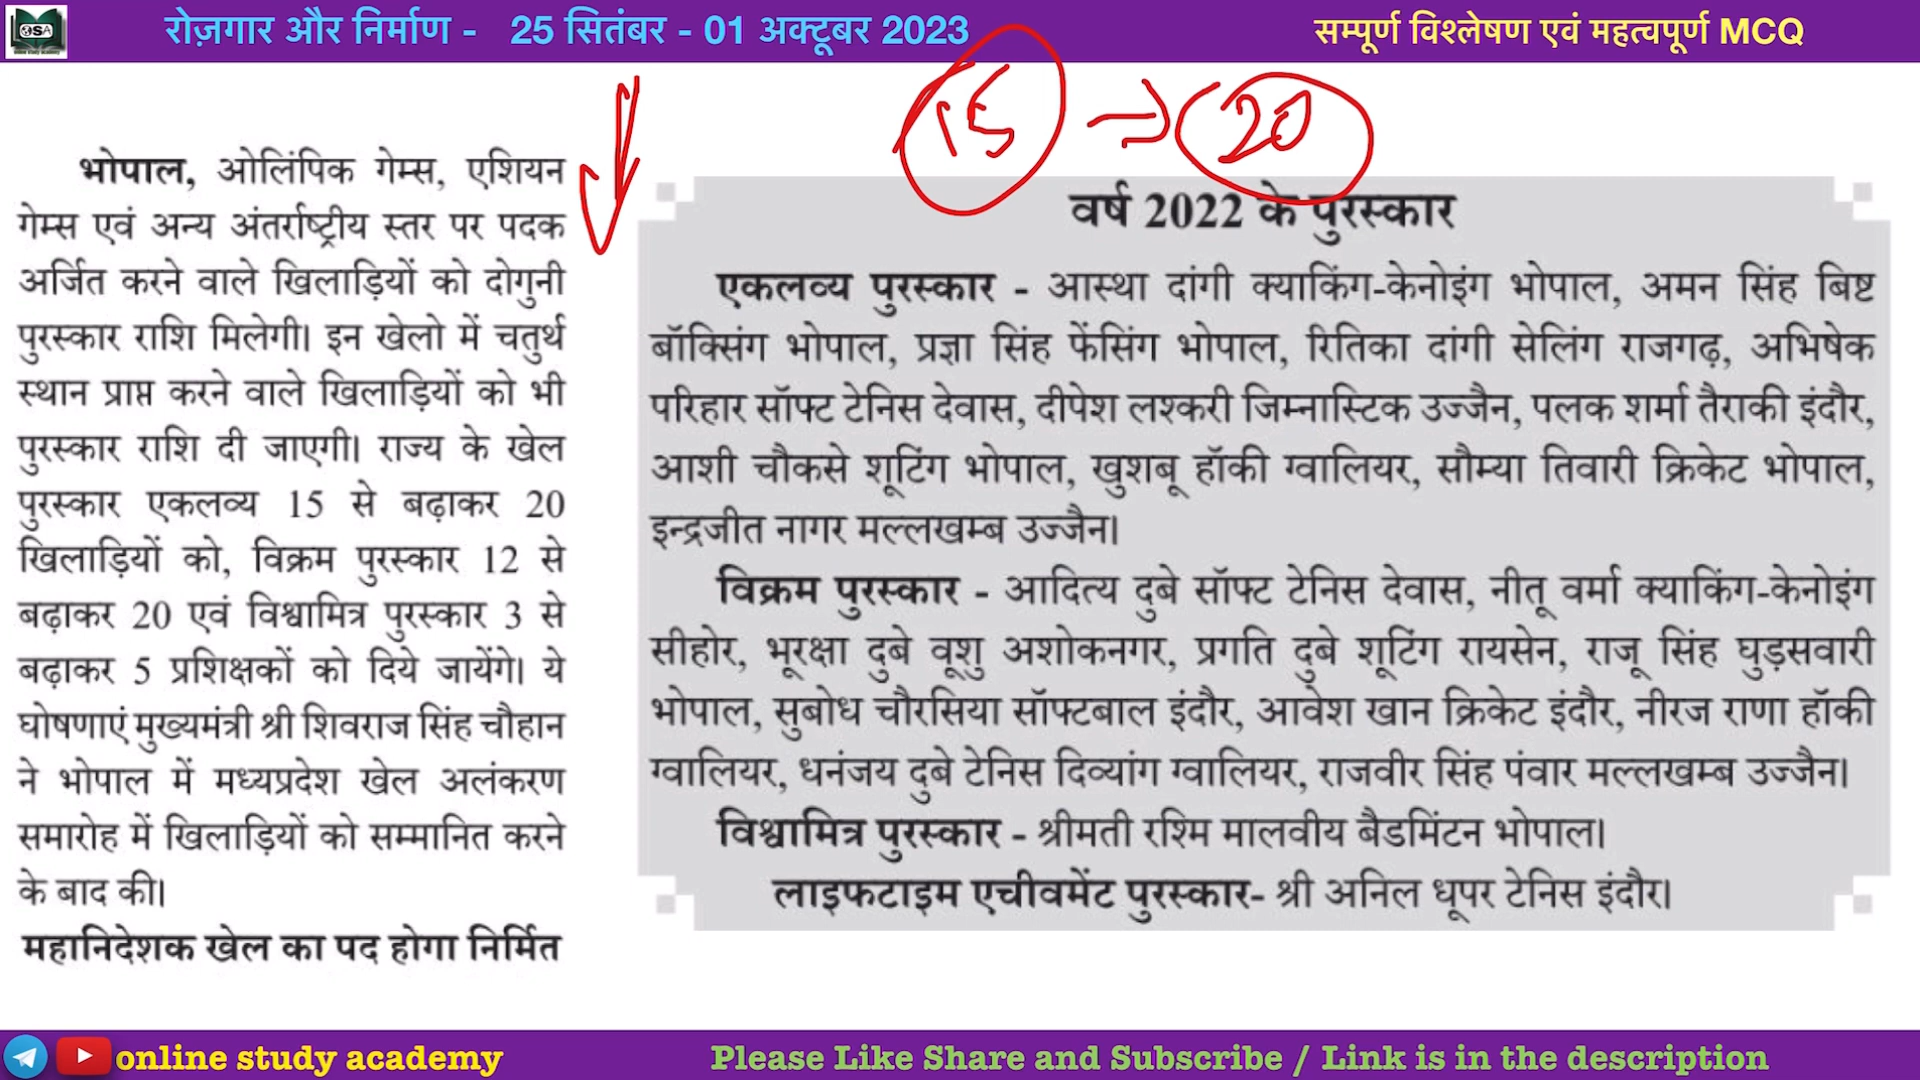 OSA
रोज़गार और निर्माण - 25 सितंबर - 01 अक्टूबर 2023
सम्पूर्ण विश्लेषण एवं महत्वपूर्ण MCQ
15 → 20
भोपाल, ओलिंपिक गेम्स, एशियन
गेम्स एवं अन्य अंतर्राष्ट्रीय स्तर पर पदक
अर्जित करने वाले खिलाड़ियों को दोगुनी
पुरस्कार राशि मिलेगी। इन खेलो में चतुर्थ
स्थान प्राप्त करने वाले खिलाड़ियों को भी
पुरस्कार राशि दी जाएगी। राज्य के खेल
पुरस्कार एकलव्य 15 से बढ़ाकर 20
खिलाड़ियों को, विक्रम पुरस्कार 12 से
बढ़ाकर 20 एवं विश्वामित्र पुरस्कार 3 से
बढ़ाकर 5 प्रशिक्षकों को दिये जायेंगे। ये
घोषणाएं मुख्यमंत्री श्री शिवराज सिंह चौहान
ने भोपाल में मध्यप्रदेश खेल अलंकरण
समारोह में खिलाड़ियों को सम्मानित करने
के बाद की।
महानिदेशक खेल का पद होगा निर्मित
वर्ष 2022 के पुरस्कार
एकलव्य पुरस्कार - आस्था दांगी क्याकिंग-केनोइंग भोपाल, अमन सिंह बिष्ट
बॉक्सिंग भोपाल, प्रज्ञा सिंह फेंसिंग भोपाल, रितिका दांगी सेलिंग राजगढ़, अभिषेक
परिहार सॉफ्ट टेनिस देवास, दीपेश लश्करी जिम्नास्टिक उज्जैन, पलक शर्मा तैराकी इंदौर,
आशी चौकसे शूटिंग भोपाल, खुशबू हॉकी ग्वालियर, सौम्या तिवारी क्रिकेट भोपाल,
इन्द्रजीत नागर मल्लखम्ब उज्जैन।
विक्रम पुरस्कार - आदित्य दुबे सॉफ्ट टेनिस देवास, नीतू वर्मा क्याकिंग-केनोइंग
सीहोर, भूरक्षा दुबे वूशु अशोकनगर, प्रगति दुबे शूटिंग रायसेन, राजू सिंह घुड़सवारी
भोपाल, सुबोध चौरसिया सॉफ्टबाल इंदौर, आवेश खान क्रिकेट इंदौर, नीरज राणा हॉकी
ग्वालियर, धनंजय दुबे टेनिस दिव्यांग ग्वालियर, राजवीर सिंह पंवार मल्लखम्ब उज्जैन।
विश्वामित्र पुरस्कार - श्रीमती रश्मि मालवीय बैडमिंटन भोपाल।
लाइफटाइम एचीवमेंट पुरस्कार- श्री अनिल धूपर टेनिस इंदौर।
online study academy
Please Like Share and Subscribe / Link is in the description